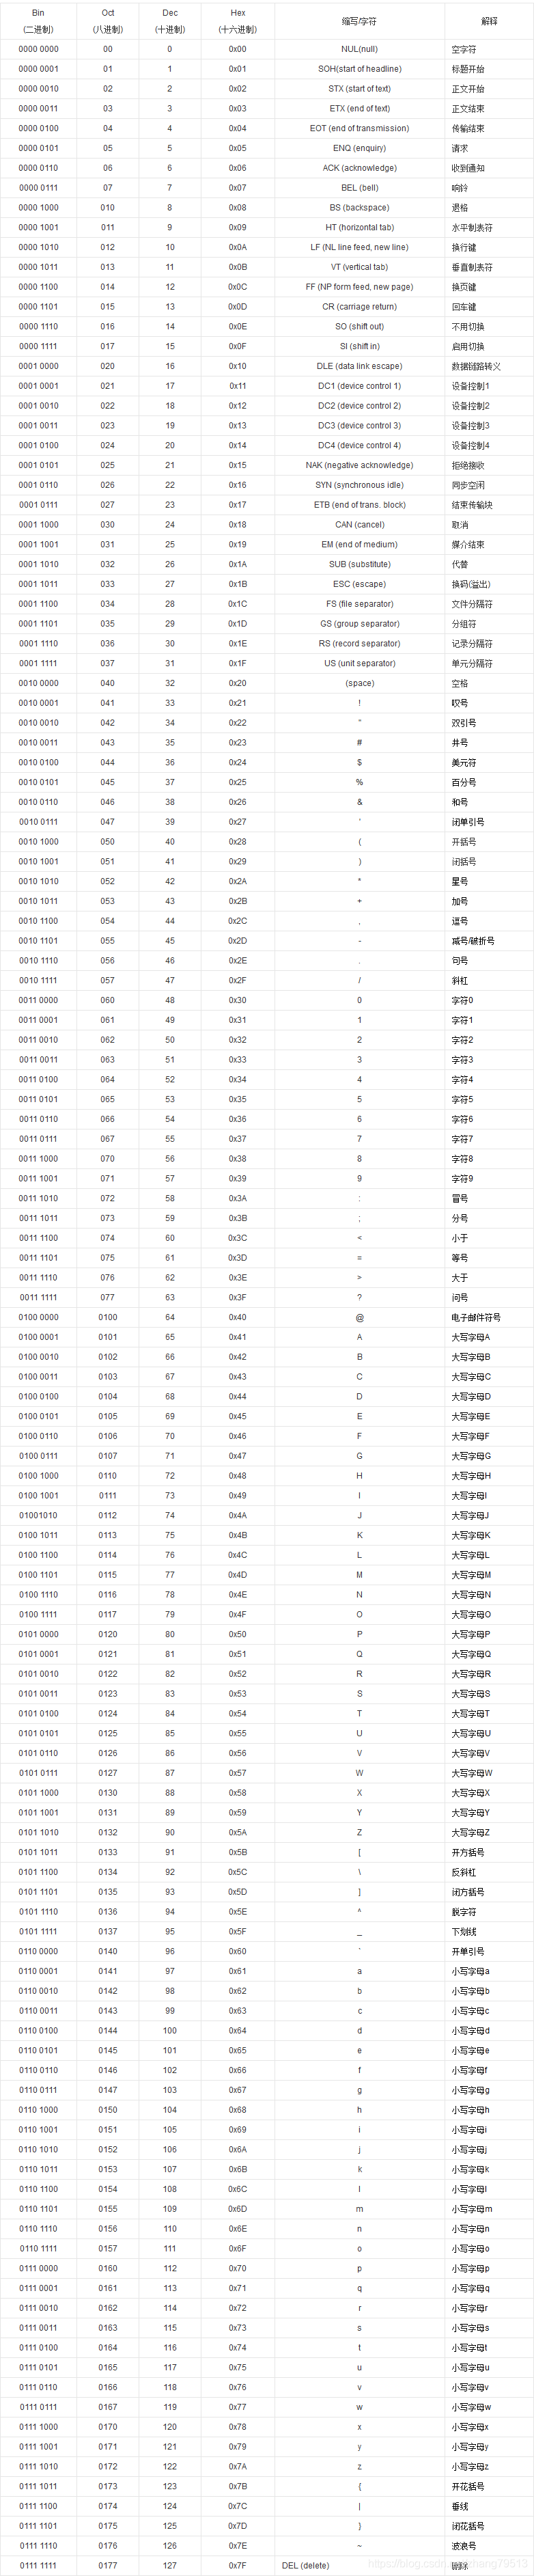 Bin Oct Dec Hex 缩写/字符 解释
(二进制) (八进制) (十进制) (十六进制)
0000 0000 00 0 0x00 NUL(null) 空字符
0000 0001 01 1 0x01 SOH(start of headline) 标题开始
0000 0010 02 2 0x02 STX (start of text) 正文开始
0000 0011 03 3 0x03 ETX (end of text) 正文结束
0000 0100 04 4 0x04 EOT (end of transmission) 传输结束
0000 0101 05 5 0x05 ENQ (enquiry) 请求
0000 0110 06 6 0x06 ACK (acknowledge) 收到通知
0000 0111 07 7 0x07 BEL (bell) 响铃
0000 1000 010 8 0x08 BS (backspace) 退格
0000 1001 011 9 0x09 HT (horizontal tab) 水平制表符
0000 1010 012 10 0x0A LF (NL line feed, new line) 换行键
0000 1011 013 11 0x0B VT (vertical tab) 垂直制表符
0000 1100 014 12 0x0C FF (NP form feed, new page) 换页键
0000 1101 015 13 0x0D CR (carriage return) 回车键
0000 1110 016 14 0x0E SO (shift out) 不用切换
0000 1111 017 15 0x0F SI (shift in) 启用切换
0001 0000 020 16 0x10 DLE (data link escape) 数据链路转义
0001 0001 021 17 0x11 DC1 (device control 1) 设备控制1
0001 0010 022 18 0x12 DC2 (device control 2) 设备控制2
0001 0011 023 19 0x13 DC3 (device control 3) 设备控制3
0001 0100 024 20 0x14 DC4 (device control 4) 设备控制4
0001 0101 025 21 0x15 NAK (negative acknowledge) 拒绝接收
0001 0110 026 22 0x16 SYN (synchronous idle) 同步空闲
0001 0111 027 23 0x17 ETB (end of trans. block) 结束传输块
0001 1000 030 24 0x18 CAN (cancel) 取消
0001 1001 031 25 0x19 EM (end of medium) 媒介结束
0001 1010 032 26 0x1A SUB (substitute) 代替
0001 1011 033 27 0x1B ESC (escape) 换码(溢出)
0001 1100 034 28 0x1C FS (file separator) 文件分隔符
0001 1101 035 29 0x1D GS (group separator) 分组符
0001 1110 036 30 0x1E RS (record separator) 记录分隔符
0001 1111 037 31 0x1F US (unit separator) 单元分隔符
0010 0000 040 32 0x20 (space) 空格
0010 0001 041 33 0x21 ! 叹号
0010 0010 042 34 0x22 " 双引号
0010 0011 043 35 0x23 # 井号
0010 0100 044 36 0x24 $ 美元符
0010 0101 045 37 0x25 % 百分号
0010 0110 046 38 0x26 & 和号
0010 0111 047 39 0x27 ' 闭单引号
0010 1000 050 40 0x28 ( 开括号
0010 1001 051 41 0x29 ) 闭括号
0010 1010 052 42 0x2A * 星号
0010 1011 053 43 0x2B + 加号
0010 1100 054 44 0x2C , 逗号
0010 1101 055 45 0x2D - 减号/破折号
0010 1110 056 46 0x2E . 句号
0010 1111 057 47 0x2F / 斜杠
0011 0000 060 48 0x30 0 字符0
0011 0001 061 49 0x31 1 字符1
0011 0010 062 50 0x32 2 字符2
0011 0011 063 51 0x33 3 字符3
0011 0100 064 52 0x34 4 字符4
0011 0101 065 53 0x35 5 字符5
0011 0110 066 54 0x36 6 字符6
0011 0111 067 55 0x37 7 字符7
0011 1000 070 56 0x38 8 字符8
0011 1001 071 57 0x39 9 字符9
0011 1010 072 58 0x3A : 冒号
0011 1011 073 59 0x3B ; 分号
0011 1100 074 60 0x3C < 小于
0011 1101 075 61 0x3D = 等号
0011 1110 076 62 0x3E > 大于
0011 1111 077 63 0x3F ? 问号
0100 0000 0100 64 0x40 @ 电子邮件符号
0100 0001 0101 65 0x41 A 大写字母A
0100 0010 0102 66 0x42 B 大写字母B
0100 0011 0103 67 0x43 C 大写字母C
0100 0100 0104 68 0x44 D 大写字母D
0100 0101 0105 69 0x45 E 大写字母E
0100 0110 0106 70 0x46 F 大写字母F
0100 0111 0107 71 0x47 G 大写字母G
0100 1000 0110 72 0x48 H 大写字母H
0100 1001 0111 73 0x49 I 大写字母I
01001010 0112 74 0x4A J 大写字母J
0100 1011 0113 75 0x4B K 大写字母K
0100 1100 0114 76 0x4C L 大写字母L
0100 1101 0115 77 0x4D M 大写字母M
0100 1110 0116 78 0x4E N 大写字母N
0100 1111 0117 79 0x4F O 大写字母O
0101 0000 0120 80 0x50 P 大写字母P
0101 0001 0121 81 0x51 Q 大写字母Q
0101 0010 0122 82 0x52 R 大写字母R
0101 0011 0123 83 0x53 S 大写字母S
0101 0100 0124 84 0x54 T 大写字母T
0101 0101 0125 85 0x55 U 大写字母U
0101 0110 0126 86 0x56 V 大写字母V
0101 0111 0127 87 0x57 W 大写字母W
0101 1000 0130 88 0x58 X 大写字母X
0101 1001 0131 89 0x59 Y 大写字母Y
0101 1010 0132 90 0x5A Z 大写字母Z
0101 1011 0133 91 0x5B [ 开方括号
0101 1100 0134 92 0x5C \ 反斜杠
0101 1101 0135 93 0x5D ] 闭方括号
0101 1110 0136 94 0x5E ^ 脱字符
0101 1111 0137 95 0x5F _ 下划线
0110 0000 0140 96 0x60 ` 开单引号
0110 0001 0141 97 0x61 a 小写字母a
0110 0010 0142 98 0x62 b 小写字母b
0110 0011 0143 99 0x63 c 小写字母c
0110 0100 0144 100 0x64 d 小写字母d
0110 0101 0145 101 0x65 e 小写字母e
0110 0110 0146 102 0x66 f 小写字母f
0110 0111 0147 103 0x67 g 小写字母g
0110 1000 0150 104 0x68 h 小写字母h
0110 1001 0151 105 0x69 i 小写字母i
0110 1010 0152 106 0x6A j 小写字母j
0110 1011 0153 107 0x6B k 小写字母k
0110 1100 0154 108 0x6C l 小写字母l
0110 1101 0155 109 0x6D m 小写字母m
0110 1110 0156 110 0x6E n 小写字母n
0110 1111 0157 111 0x6F o 小写字母o
0111 0000 0160 112 0x70 p 小写字母p
0111 0001 0161 113 0x71 q 小写字母q
0111 0010 0162 114 0x72 r 小写字母r
0111 0011 0163 115 0x73 s 小写字母s
0111 0100 0164 116 0x74 t 小写字母t
0111 0101 0165 117 0x75 u 小写字母u
0111 0110 0166 118 0x76 v 小写字母v
0111 0111 0167 119 0x77 w 小写字母w
0111 1000 0170 120 0x78 x 小写字母x
0111 1001 0171 121 0x79 y 小写字母y
0111 1010 0172 122 0x7A z 小写字母z
0111 1011 0173 123 0x7B { 开花括号
0111 1100 0174 124 0x7C | 垂线
0111 1101 0175 125 0x7D } 闭花括号
0111 1110 0176 126 0x7E ~ 波浪号
0111 1111 0177 127 0x7F DEL (delete) 删除